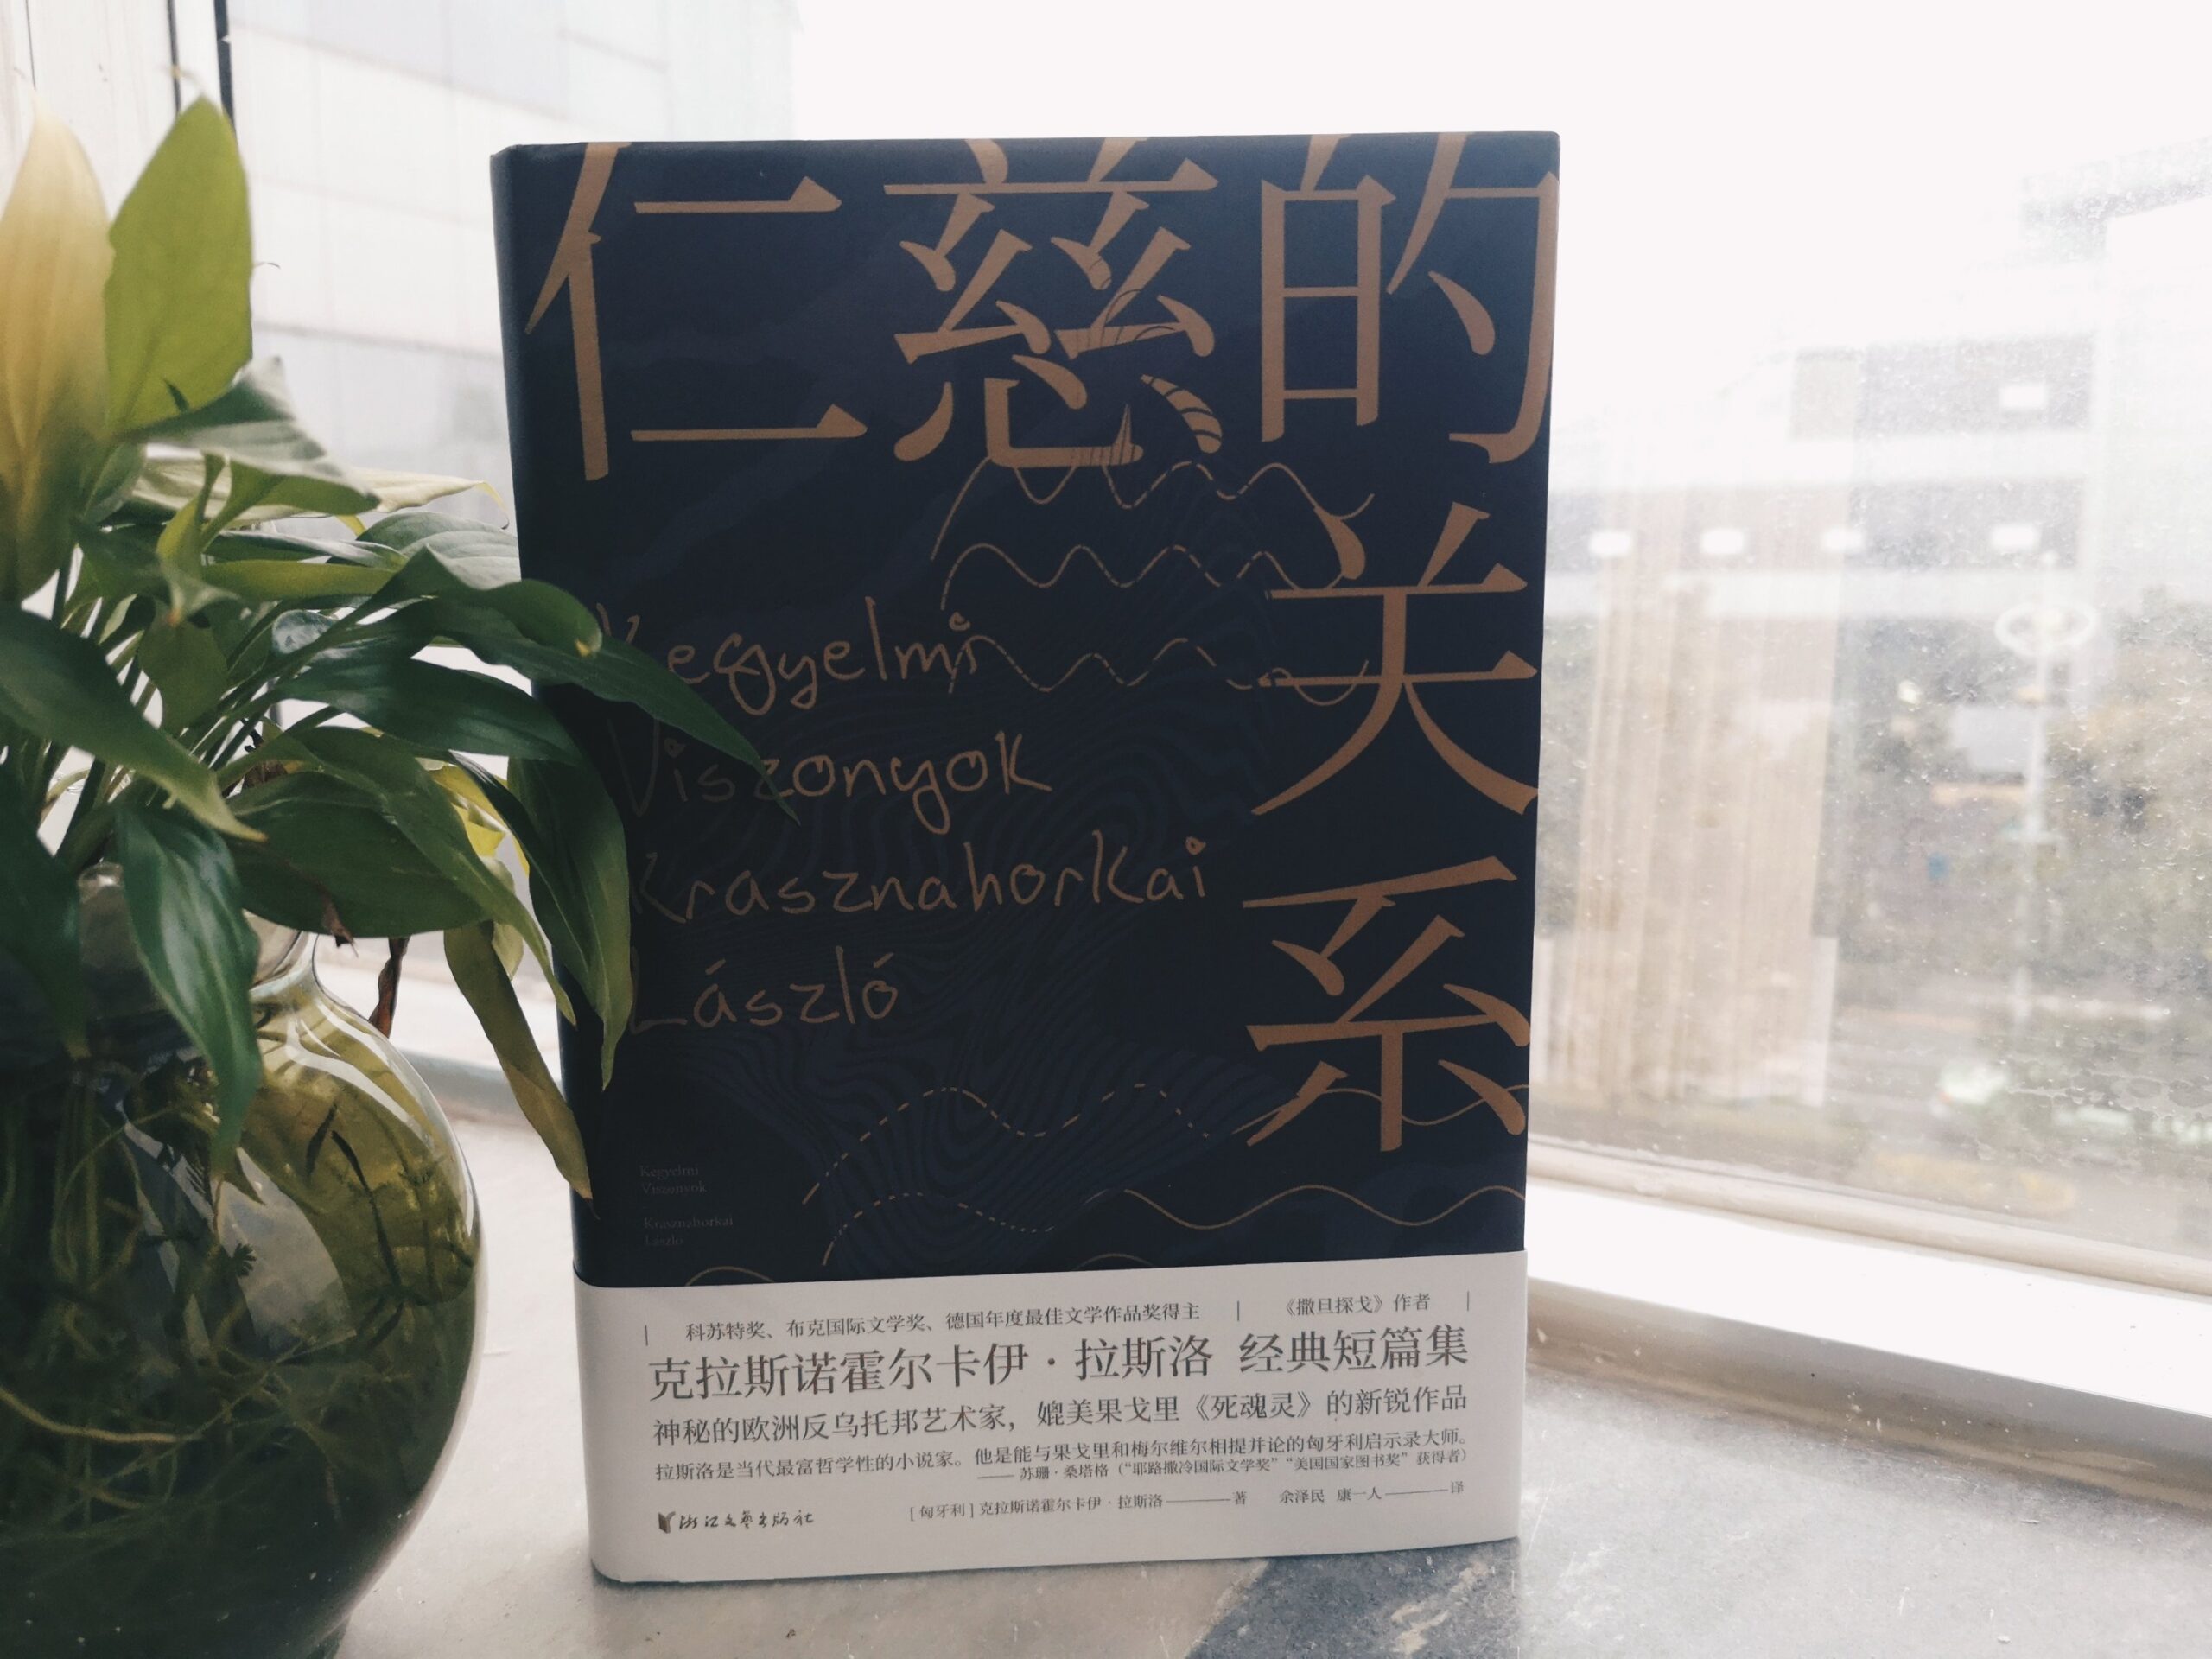 仁慈的
关
系
Kegyelmi
Viszonyok
Krasznahorkai
László
Kegyelmi
Viszonyok
Krasznahorkai
László
科苏特奖、布克国际文学奖、德国年度最佳文学作品奖得主 | 《撒旦探戈》作者
克拉斯诺霍尔卡伊·拉斯洛 经典短篇集
神秘的欧洲反乌托邦艺术家，媲美果戈里《死魂灵》的新锐作品
拉斯洛是当代最富哲学性的小说家。他是能与果戈里和梅尔维尔相提并论的匈牙利启示录大师。
—— 苏珊·桑塔格（“耶路撒冷国际文学奖”“美国国家图书奖”获得者）
浙江文艺出版社 [匈牙利] 克拉斯诺霍尔卡伊·拉斯洛——著 余泽民 康一人——译